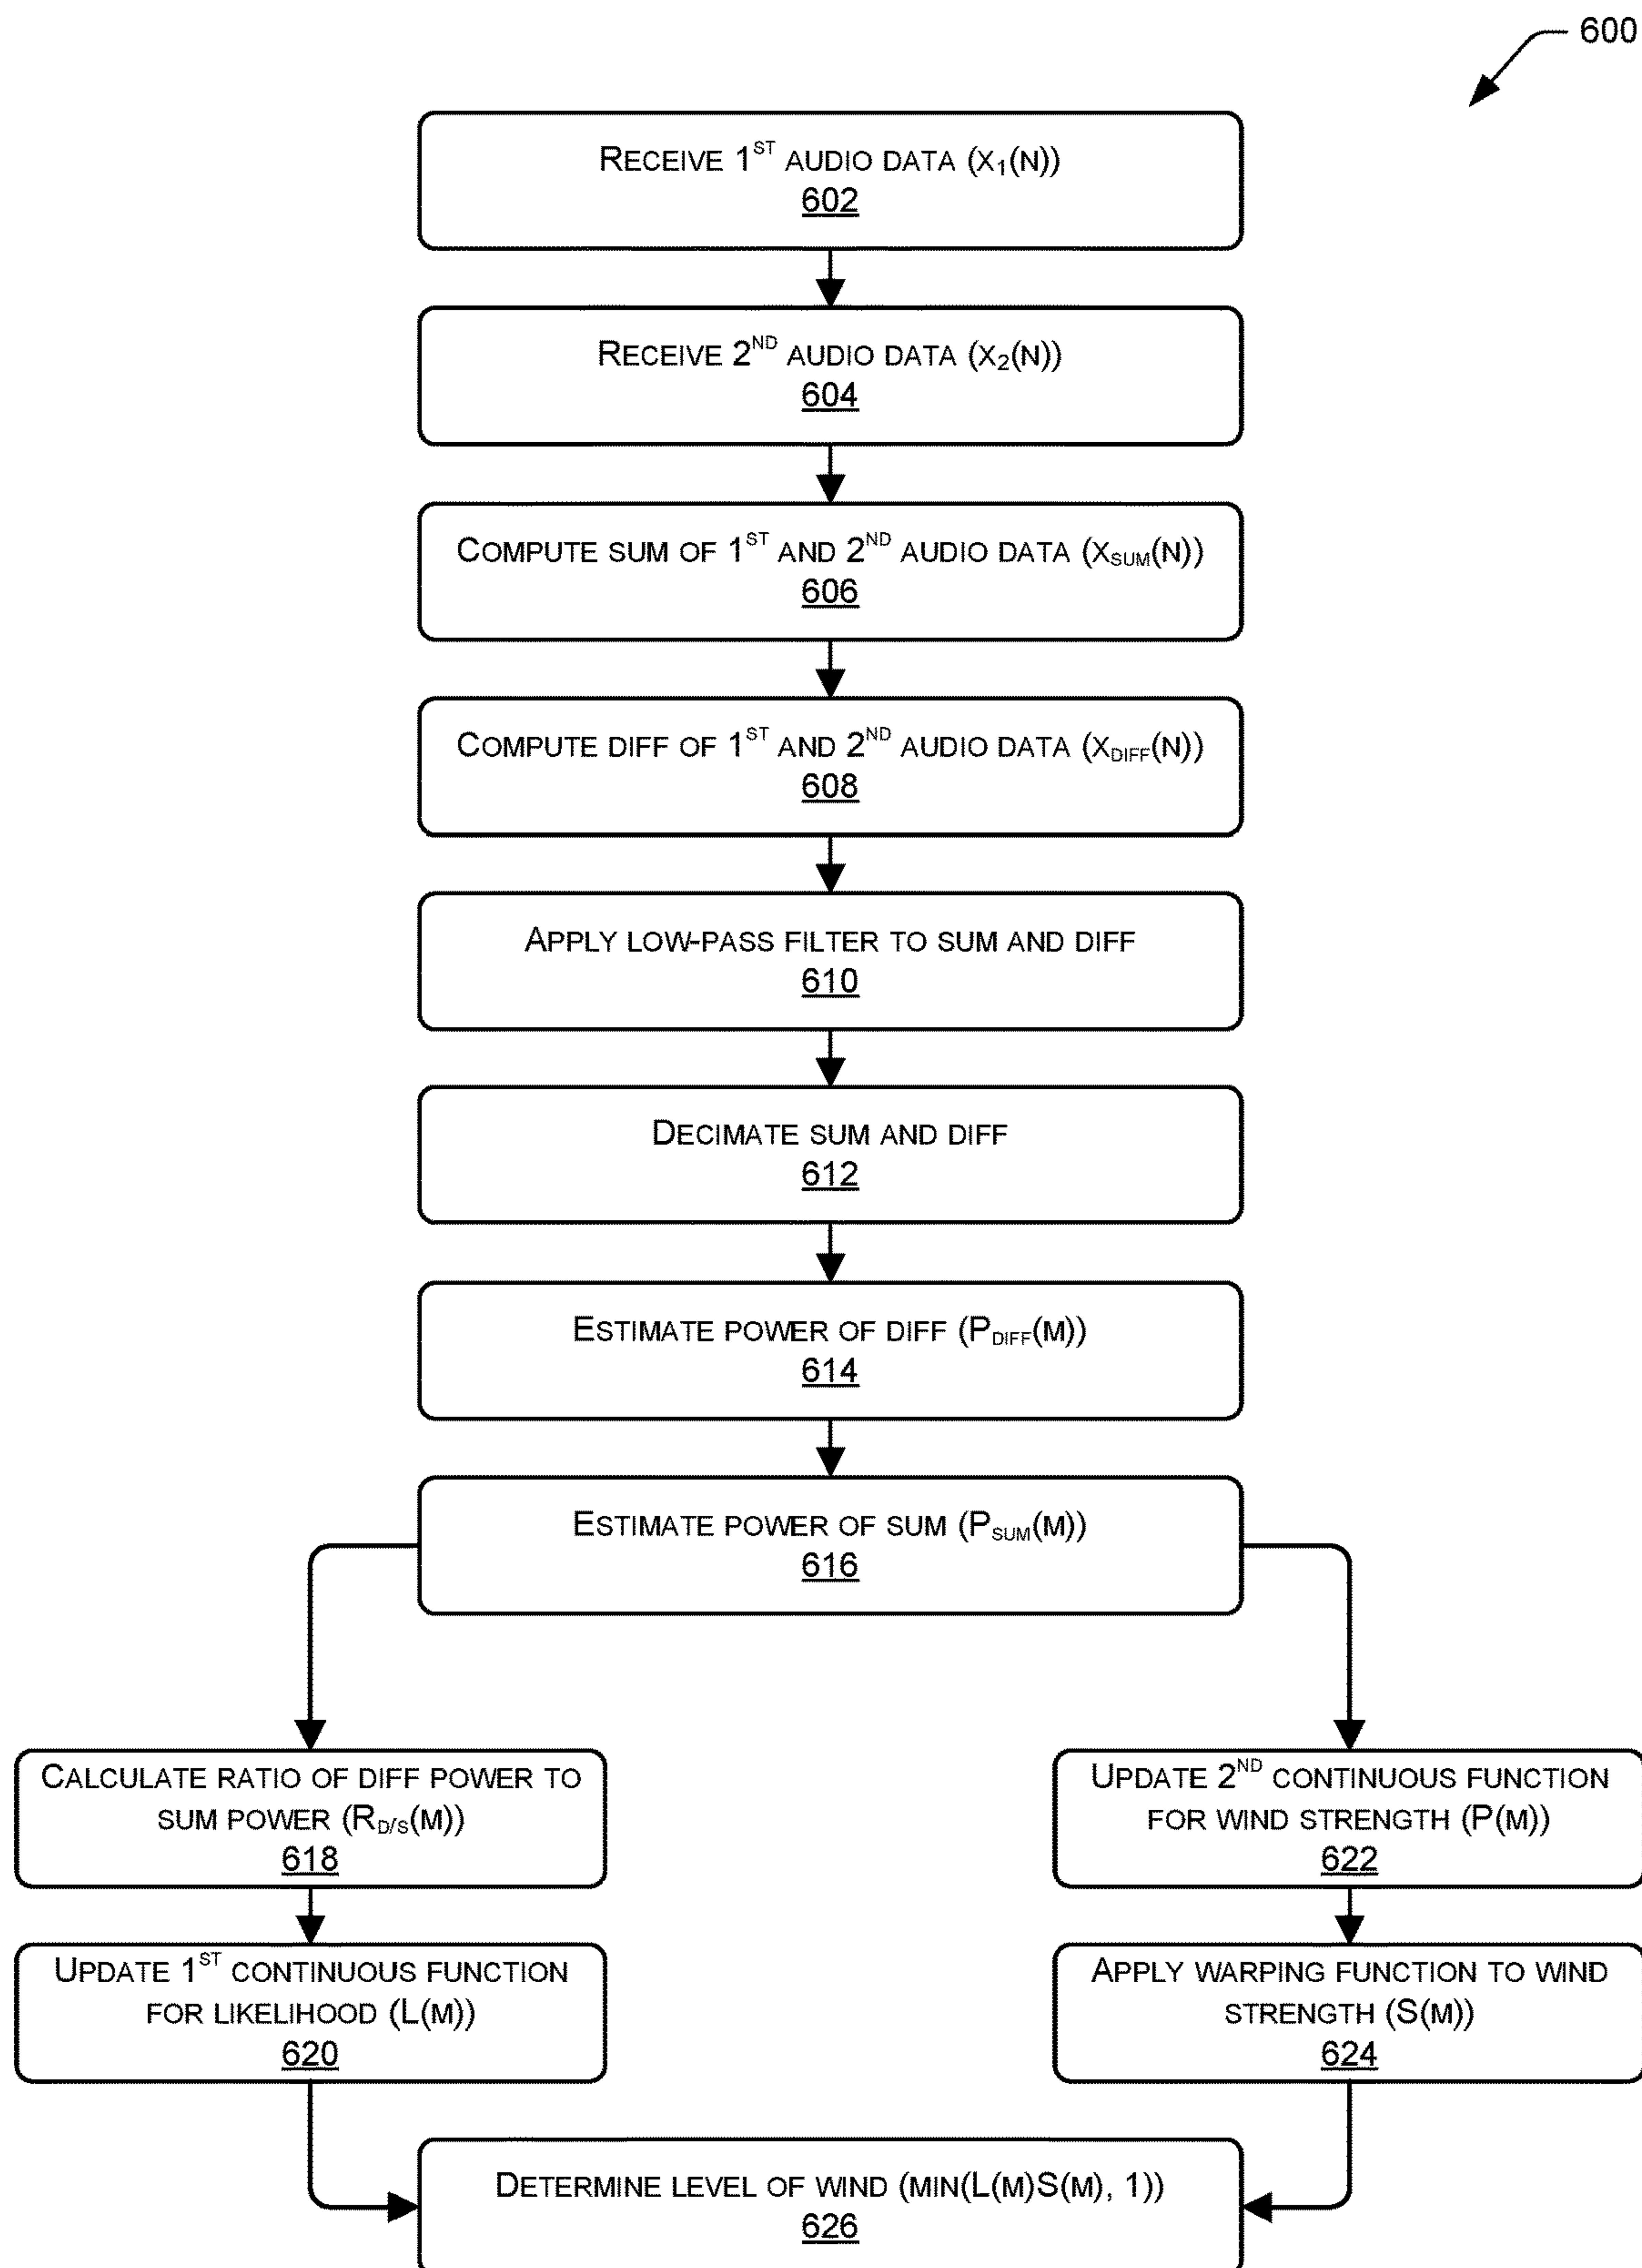 600
RECEIVE 1ST AUDIO DATA (X1(N))
602
RECEIVE 2ND AUDIO DATA (X2(N))
604
COMPUTE SUM OF 1ST AND 2ND AUDIO DATA (XSUM(N))
606
COMPUTE DIFF OF 1ST AND 2ND AUDIO DATA (XDIFF(N))
608
APPLY LOW-PASS FILTER TO SUM AND DIFF
610
DECIMATE SUM AND DIFF
612
ESTIMATE POWER OF DIFF (PDIFF(M))
614
ESTIMATE POWER OF SUM (PSUM(M))
616
CALCULATE RATIO OF DIFF POWER TO
SUM POWER (RD/S(M))
618
UPDATE 1ST CONTINUOUS FUNCTION
FOR LIKELIHOOD (L(M))
620
UPDATE 2ND CONTINUOUS FUNCTION
FOR WIND STRENGTH (P(M))
622
APPLY WARPING FUNCTION TO WIND
STRENGTH (S(M))
624
DETERMINE LEVEL OF WIND (MIN(L(M)S(M), 1))
626